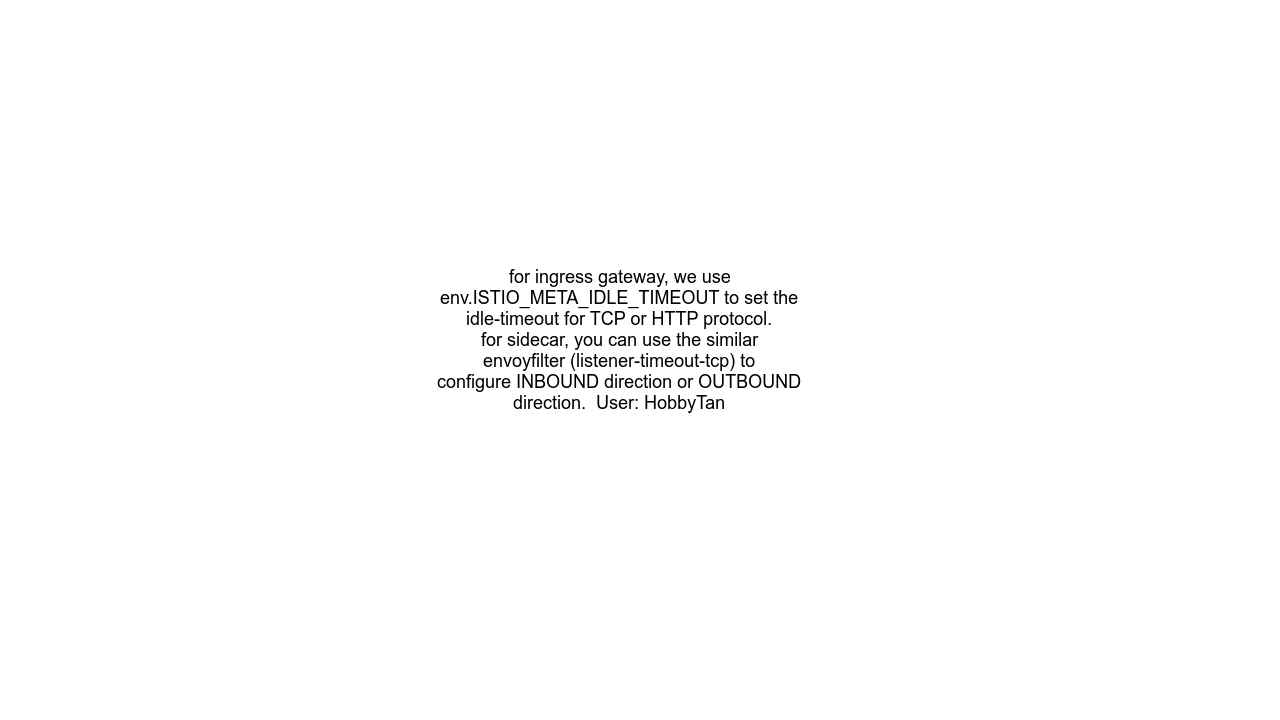 for ingress gateway, we use
env.ISTIO_META_IDLE_TIMEOUT to set the
idle-timeout for TCP or HTTP protocol.
for sidecar, you can use the similar
envoyfilter (listener-timeout-tcp) to
configure INBOUND direction or OUTBOUND
direction.  User: HobbyTan